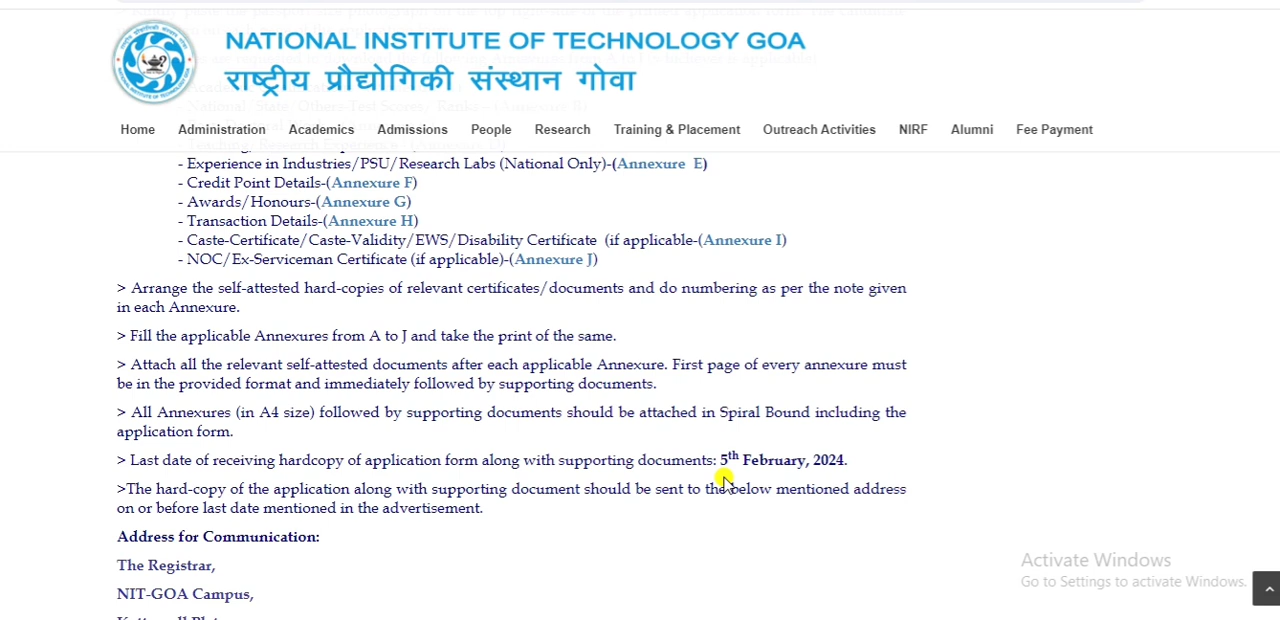 NATIONAL INSTITUTE OF TECHNOLOGY GOA
राष्ट्रीय प्रौद्योगिकी संस्थान गोवा
Home Administration Academics Admissions People Research Training & Placement Outreach Activities NIRF Alumni Fee Payment
- Experience in Industries/PSU/Research Labs (National Only)-(Annexure E)
- Credit Point Details-(Annexure F)
- Awards/Honours-(Annexure G)
- Transaction Details-(Annexure H)
- Caste-Certificate/Caste-Validity/EWS/Disability Certificate (if applicable-(Annexure I)
- NOC/Ex-Serviceman Certificate (if applicable)-(Annexure J)
> Arrange the self-attested hard-copies of relevant certificates/documents and do numbering as per the note given
in each Annexure.
> Fill the applicable Annexures from A to J and take the print of the same.
> Attach all the relevant self-attested documents after each applicable Annexure. First page of every annexure must
be in the provided format and immediately followed by supporting documents.
> All Annexures (in A4 size) followed by supporting documents should be attached in Spiral Bound including the
application form.
> Last date of receiving hardcopy of application form along with supporting documents: 5th February, 2024.
>The hard-copy of the application along with supporting document should be sent to the below mentioned address
on or before last date mentioned in the advertisement.
Address for Communication:
The Registrar,
NIT-GOA Campus,
Activate Windows
Go to Settings to activate Windows.